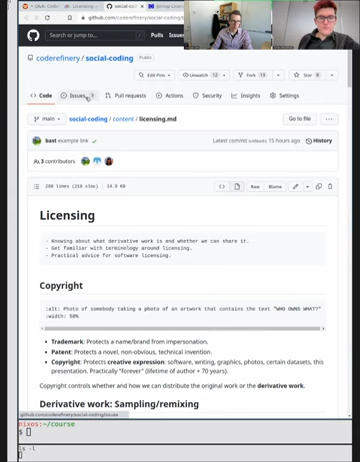 social-cod
github.com/coderefinery/social-coding/
Search or jump to...
Pulls
Issues
coderefinery / social-coding
Public
Edit Pins
Unwatch 12
Fork 13
Star 8
Code
Issues
Pull requests
Actions
Security
Insights
Settings
main
social-coding / content / licensing.md
Go to file
bast example link
Latest commit
15 hours ago
History
3 contributors
Raw
Blame
Licensing
- Knowing about what derivative work is and whether we can share it.
- Get familiar with terminology around licensing.
- Practical advice for software licensing.
Copyright
:alt: Photo of somebody taking a photo of an artwork that contains the text "WHO OWNS WHAT?"
:width: 50%
Trademark: Protects a name/brand from impersonation.
Patent: Protects a novel, non-obvious, technical invention.
Copyright: Protects creative expression: software, writing, graphics, photos, certain datasets, this
presentation. Practically "forever" (lifetime of author + 70 years).
Copyright controls whether and how we can distribute the original work or the derivative work.
Derivative work: Sampling/remixing
github.com/coderefinery/social-coding/issues
nixos:~/course
$
ls -l